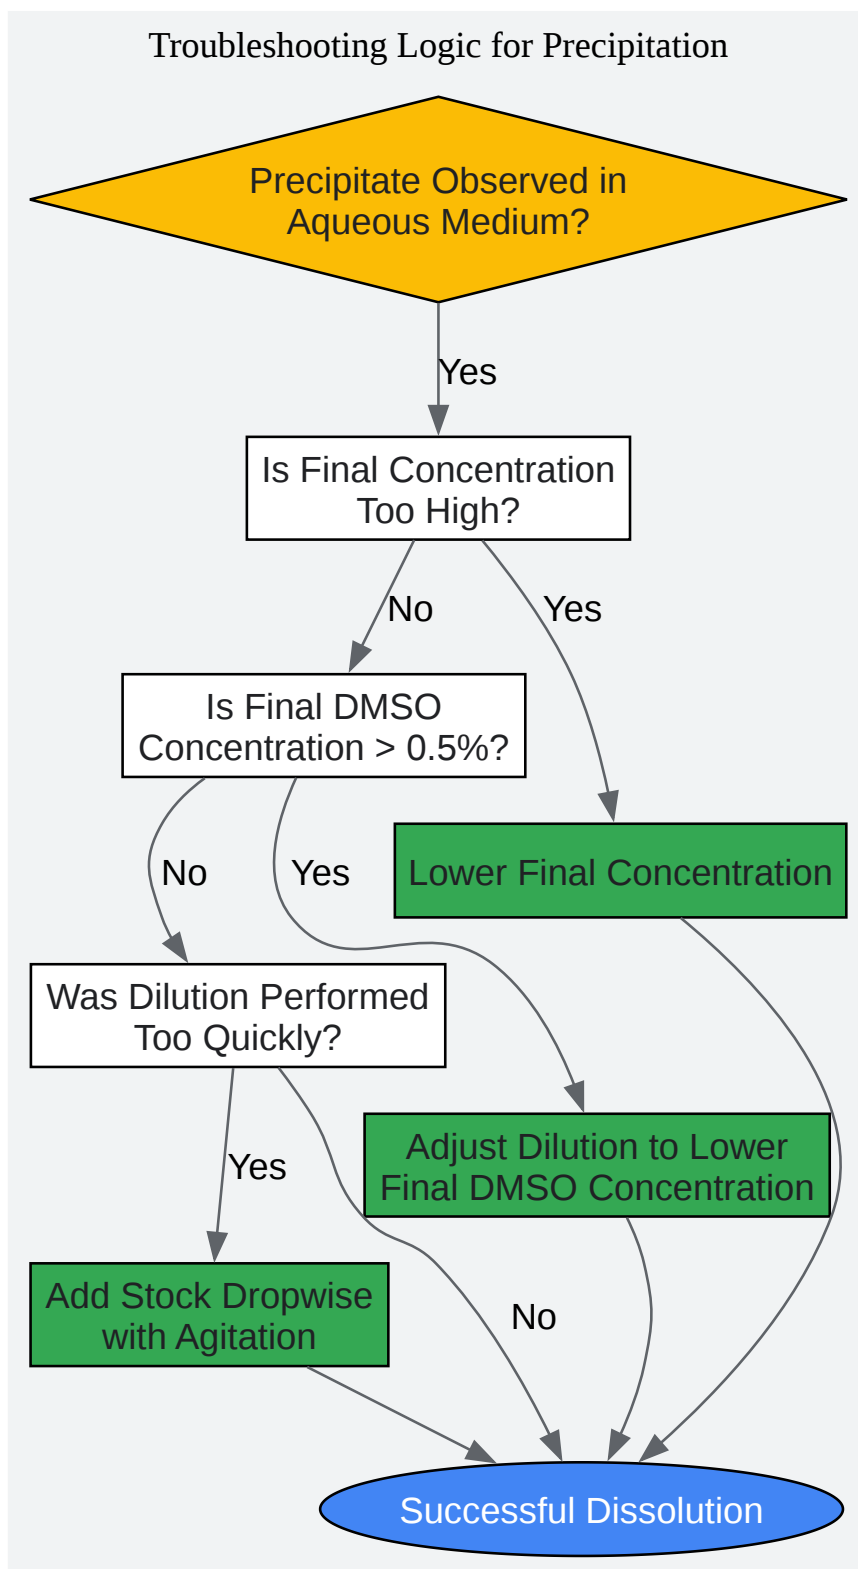 Troubleshooting Logic for Precipitation
Precipitate Observed in
Aqueous Medium?
Yes
Is Final Concentration
Too High?
No
Yes
Is Final DMSO
Concentration > 0.5%?
Lower Final Concentration
No
Yes
Was Dilution Performed
Too Quickly?
Adjust Dilution to Lower
Final DMSO Concentration
Yes
Add Stock Dropwise
with Agitation
No
Successful Dissolution